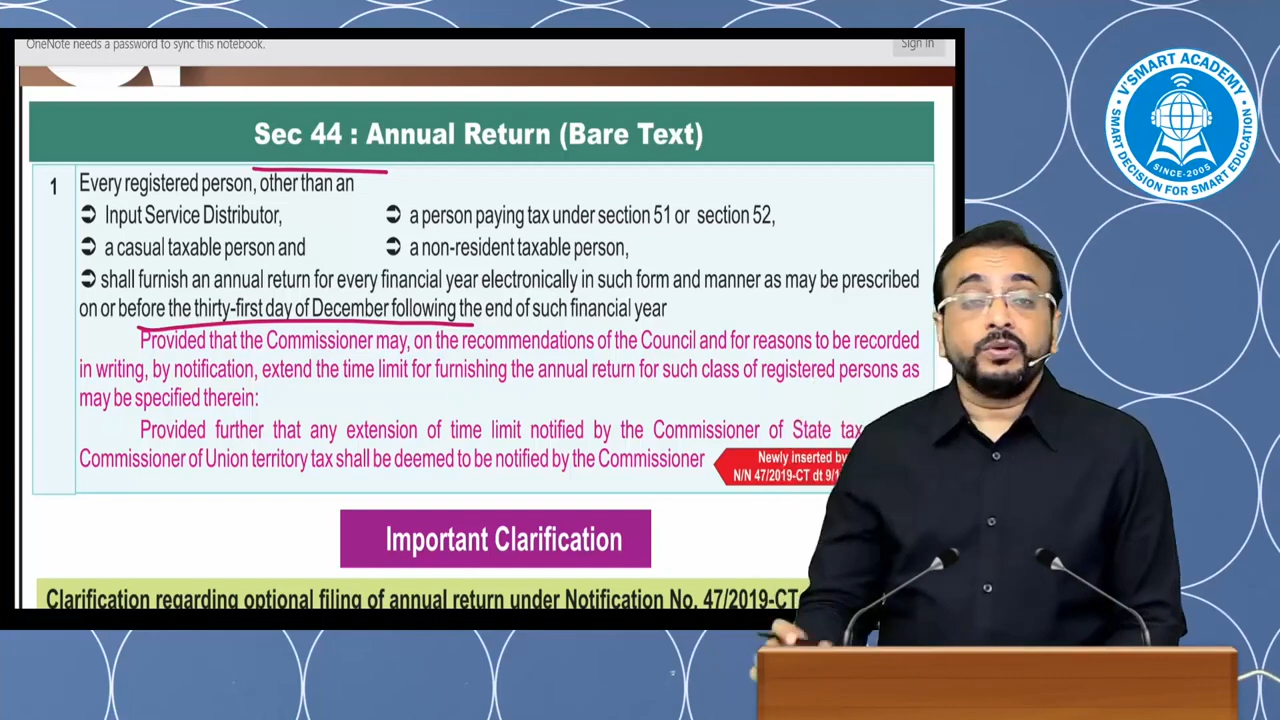 OneNote needs a password to sync this notebook.
Sign in
Sec 44 : Annual Return (Bare Text)
1
Every registered person, other than an
➲ Input Service Distributor,
➲ a person paying tax under section 51 or section 52,
➲ a casual taxable person and
➲ a non-resident taxable person,
➲ shall furnish an annual return for every financial year electronically in such form and manner as may be prescribed
on or before the thirty-first day of December following the end of such financial year
Provided that the Commissioner may, on the recommendations of the Council and for reasons to be recorded
in writing, by notification, extend the time limit for furnishing the annual return for such class of registered persons as
may be specified therein:
Provided further that any extension of time limit notified by the Commissioner of State tax
Commissioner of Union territory tax shall be deemed to be notified by the Commissioner
Newly inserted by
N/N 47/2019-CT dt 9/1
Important Clarification
Clarification regarding optional filing of annual return under Notification No. 47/2019-CT
V'SMART ACADEMY
SINCE-2005
SMART DECISION FOR SMART EDUCATION